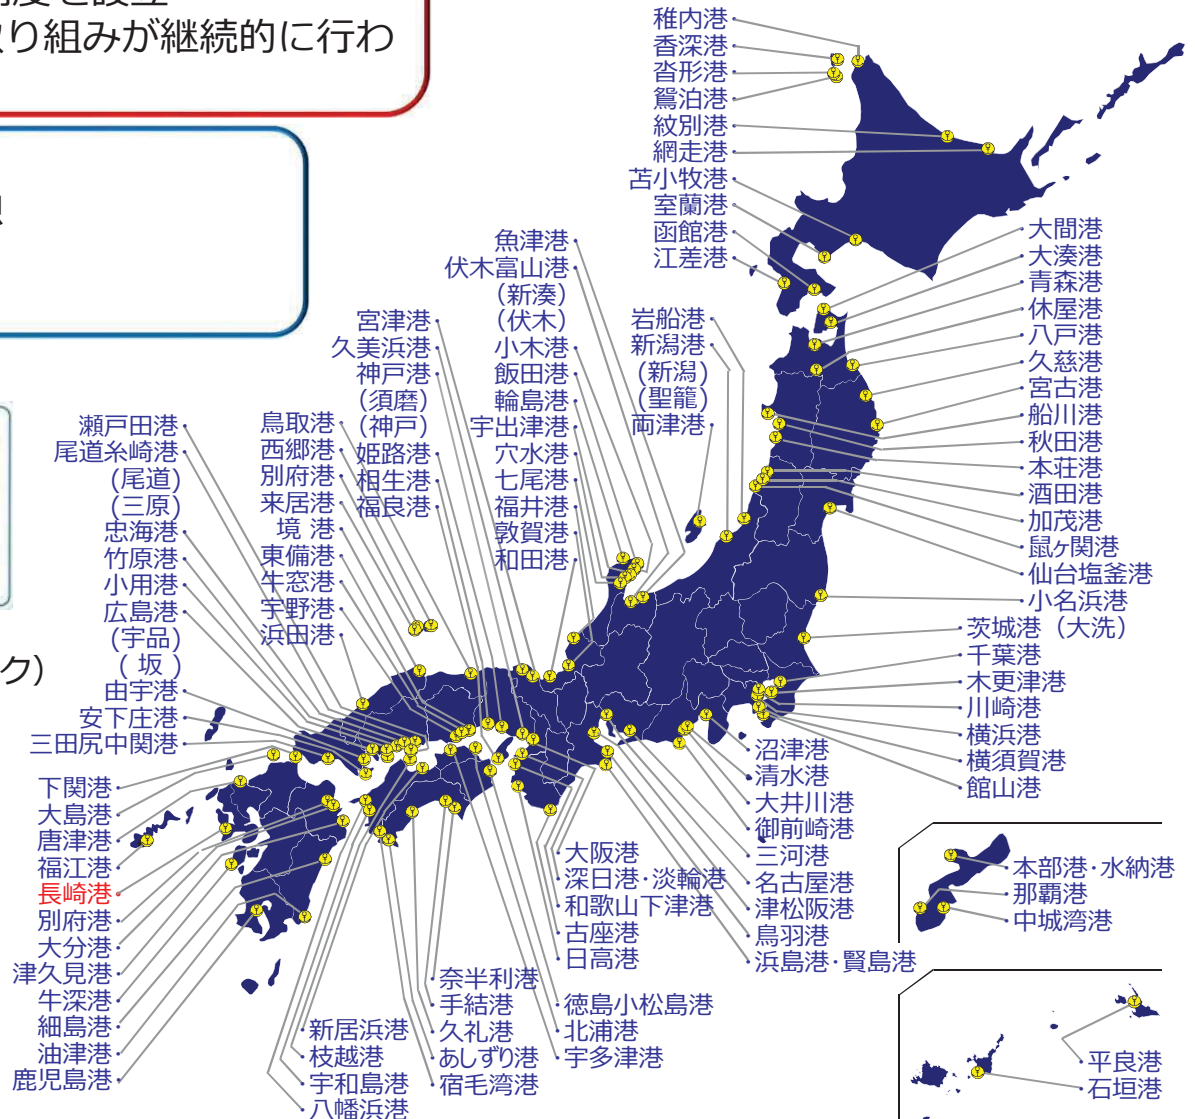 度を設立
り組みが継続的に行わ
ク）
稚内港
香深港
沓形港
鴛泊港
紋別港
網走港
苫小牧港
室蘭港
函館港
江差港
大間港
大湊港
青森港
休屋港
八戸港
久慈港
宮古港
船川港
秋田港
本荘港
酒田港
加茂港
鼠ヶ関港
仙台塩釜港
小名浜港
茨城港（大洗）
千葉港
木更津港
川崎港
横浜港
横須賀港
館山港
岩船港
新潟港
(新潟)
(聖籠)
両津港
魚津港
伏木富山港
（新湊）
（伏木）
小木港
飯田港
輪島港
宇出津港
穴水港
七尾港
福井港
敦賀港
和田港
宮津港
久美浜港
神戸港
(須磨)
(神戸)
姫路港
相生港
福良港
鳥取港
西郷港
別府港
来居港
境 港
東備港
牛窓港
宇野港
浜田港
瀬戸田港
尾道糸崎港
(尾道)
(三原)
忠海港
竹原港
小用港
広島港
(宇品)
( 坂 )
由宇港
安下庄港
三田尻中関港
下関港
大島港
唐津港
福江港
長崎港
別府港
大分港
津久見港
牛深港
細島港
油津港
鹿児島港
新居浜港
枝越港
宇和島港
八幡浜港
奈半利港
手結港
久礼港
あしずり港
宿毛湾港
徳島小松島港
北浦港
宇多津港
大阪港
深日港・淡輪港
和歌山下津港
古座港
日高港
沼津港
清水港
大井川港
御前崎港
三河港
名古屋港
津松阪港
鳥羽港
浜島港・賢島港
本部港・水納港
那覇港
中城湾港
平良港
石垣港